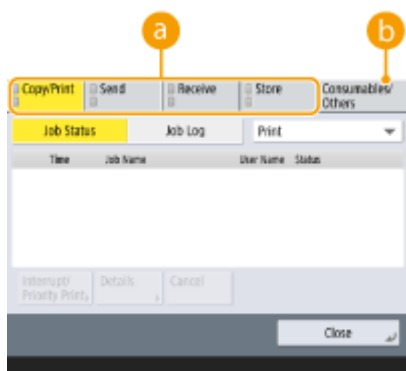 a
b
Copy/Print
Send
Receive
Store
Consumables/
Others
Job Status
Job Log
Print
Time
Job Name
User Name
Status
Interrupt/
Priority Print
Details
Cancel
Close